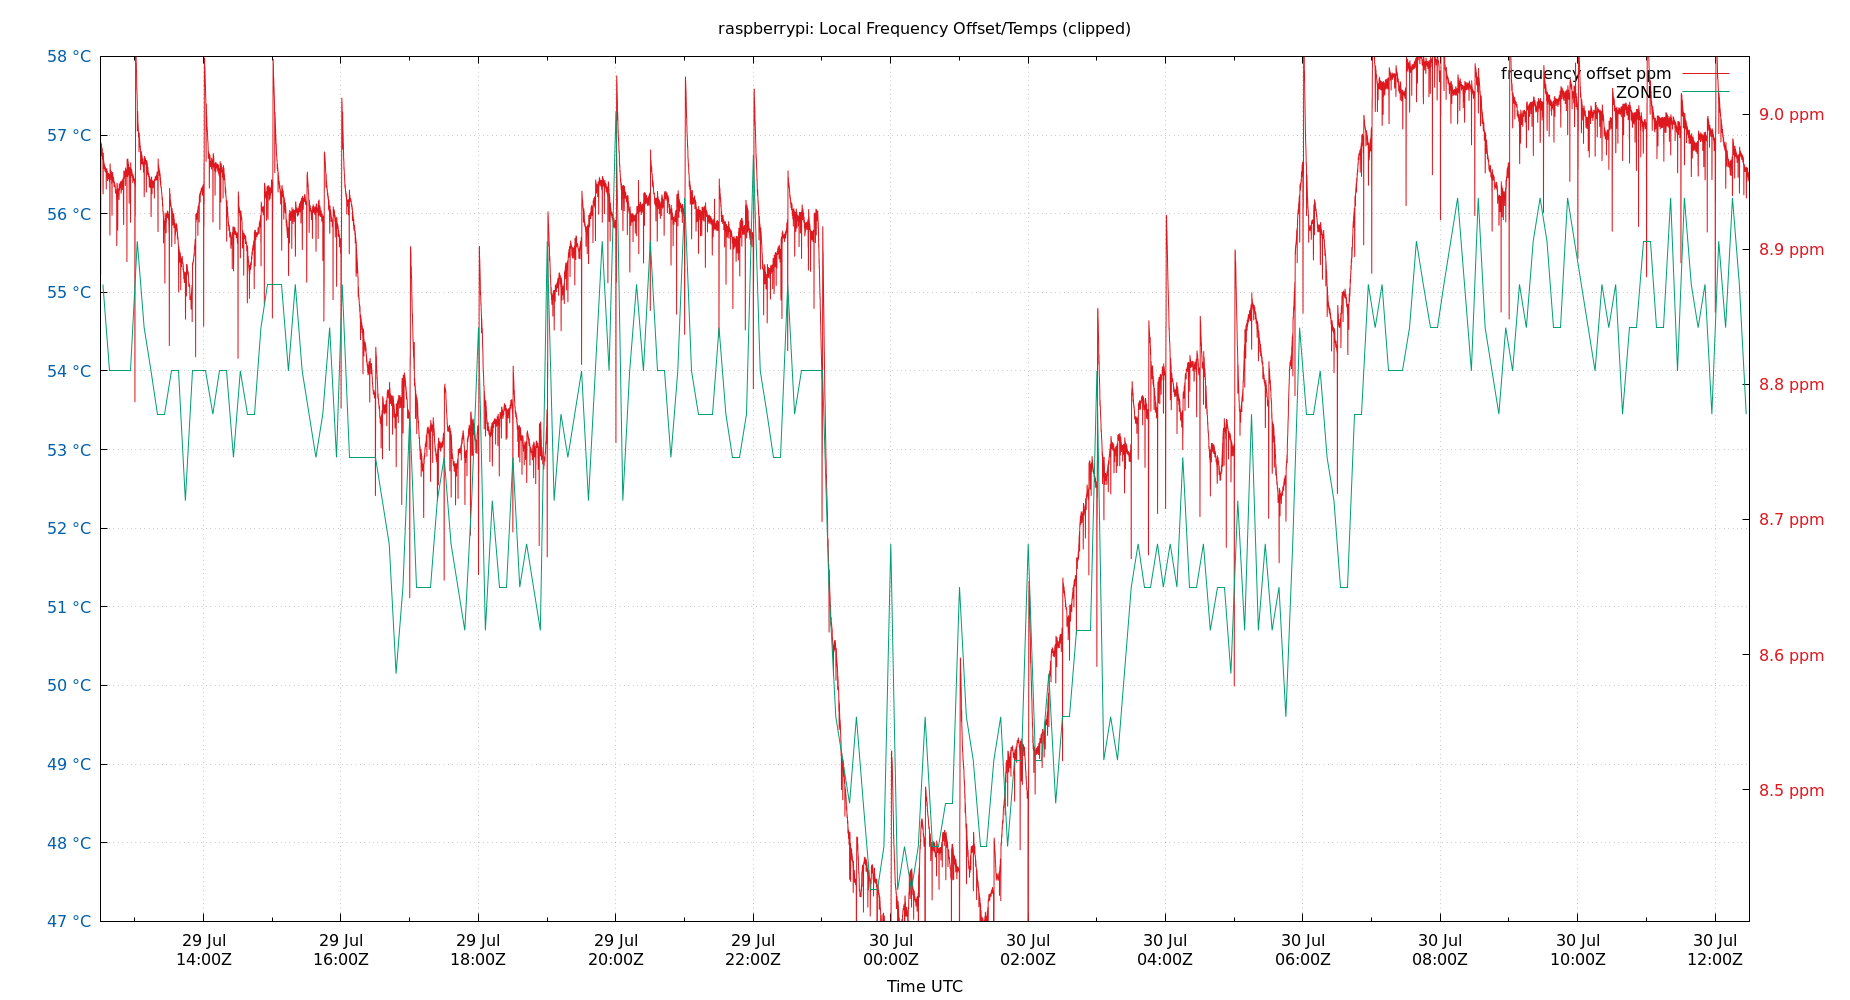 raspberrypi: Local Frequency Offset/Temps (clipped)
58 °C
57 °C
56 °C
55 °C
54 °C
53 °C
52 °C
51 °C
50 °C
49 °C
48 °C
47 °C
frequency offset ppm
ZONE0
9.0 ppm
8.9 ppm
8.8 ppm
8.7 ppm
8.6 ppm
8.5 ppm
29 Jul
14:00Z
29 Jul
16:00Z
29 Jul
18:00Z
29 Jul
20:00Z
29 Jul
22:00Z
30 Jul
00:00Z
30 Jul
02:00Z
30 Jul
04:00Z
30 Jul
06:00Z
30 Jul
08:00Z
30 Jul
10:00Z
30 Jul
12:00Z
Time UTC